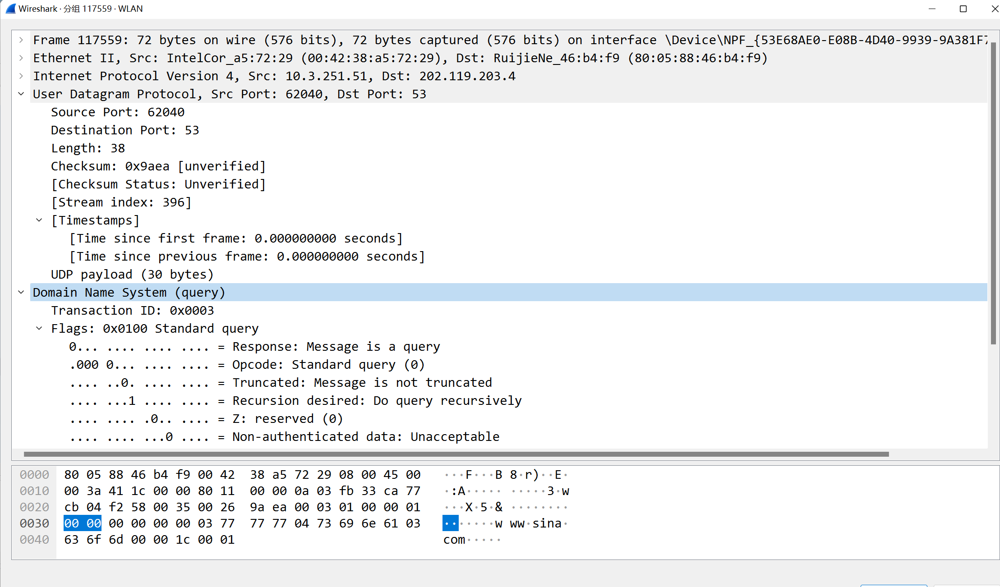 Wireshark · 分组 117559 · WLAN
Frame 117559: 72 bytes on wire (576 bits), 72 bytes captured (576 bits) on interface \Device\NPF_{53E68AE0-E08B-4D40-9939-9A381F7
Ethernet II, Src: IntelCor_a5:72:29 (00:42:38:a5:72:29), Dst: RuijieNe_46:b4:f9 (80:05:88:46:b4:f9)
Internet Protocol Version 4, Src: 10.3.251.51, Dst: 202.119.203.4
User Datagram Protocol, Src Port: 62040, Dst Port: 53
Source Port: 62040
Destination Port: 53
Length: 38
Checksum: 0x9aea [unverified]
[Checksum Status: Unverified]
[Stream index: 396]
[Timestamps]
[Time since first frame: 0.000000000 seconds]
[Time since previous frame: 0.000000000 seconds]
UDP payload (30 bytes)
Domain Name System (query)
Transaction ID: 0x0003
Flags: 0x0100 Standard query
0... .... .... .... = Response: Message is a query
.000 0... .... .... = Opcode: Standard query (0)
.... ..0. .... .... = Truncated: Message is not truncated
.... ...1 .... .... = Recursion desired: Do query recursively
.... .... .0.. .... = Z: reserved (0)
.... .... ...0 .... = Non-authenticated data: Unacceptable
0000 80 05 88 46 b4 f9 00 42 38 a5 72 29 08 00 45 00 ···F···B 8·r)··E·
0010 00 3a 41 1c 00 00 80 11 00 00 0a 03 fb 33 ca 77 ·:A····· ·····3·w
0020 cb 04 f2 58 00 35 00 26 9a ea 00 03 01 00 00 01 ···X·5·& ········
0030 00 00 00 00 00 00 03 77 77 77 04 73 69 6e 61 03 ·······w ww·sina·
0040 63 6f 6d 00 00 1c 00 01 com·····